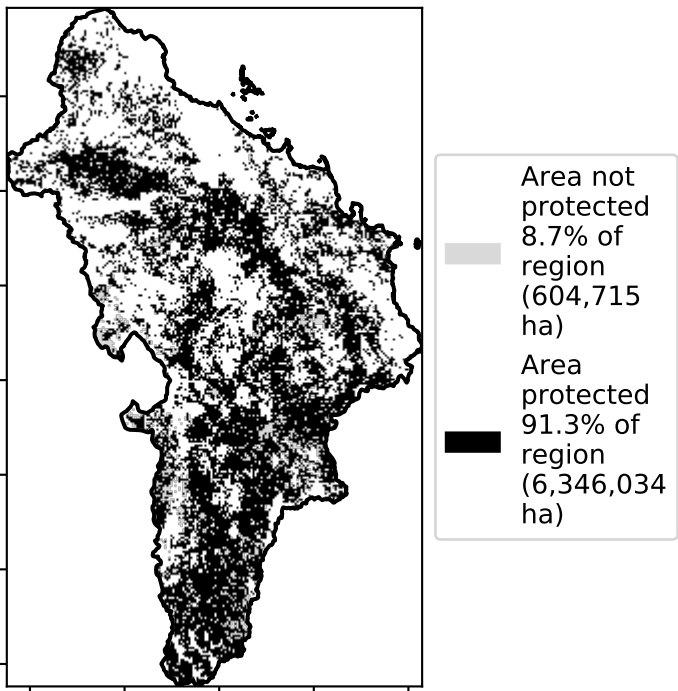 Area not
protected
8.7% of
region
(604,715
ha)
Area
protected
91.3% of
region
(6,346,034
ha)